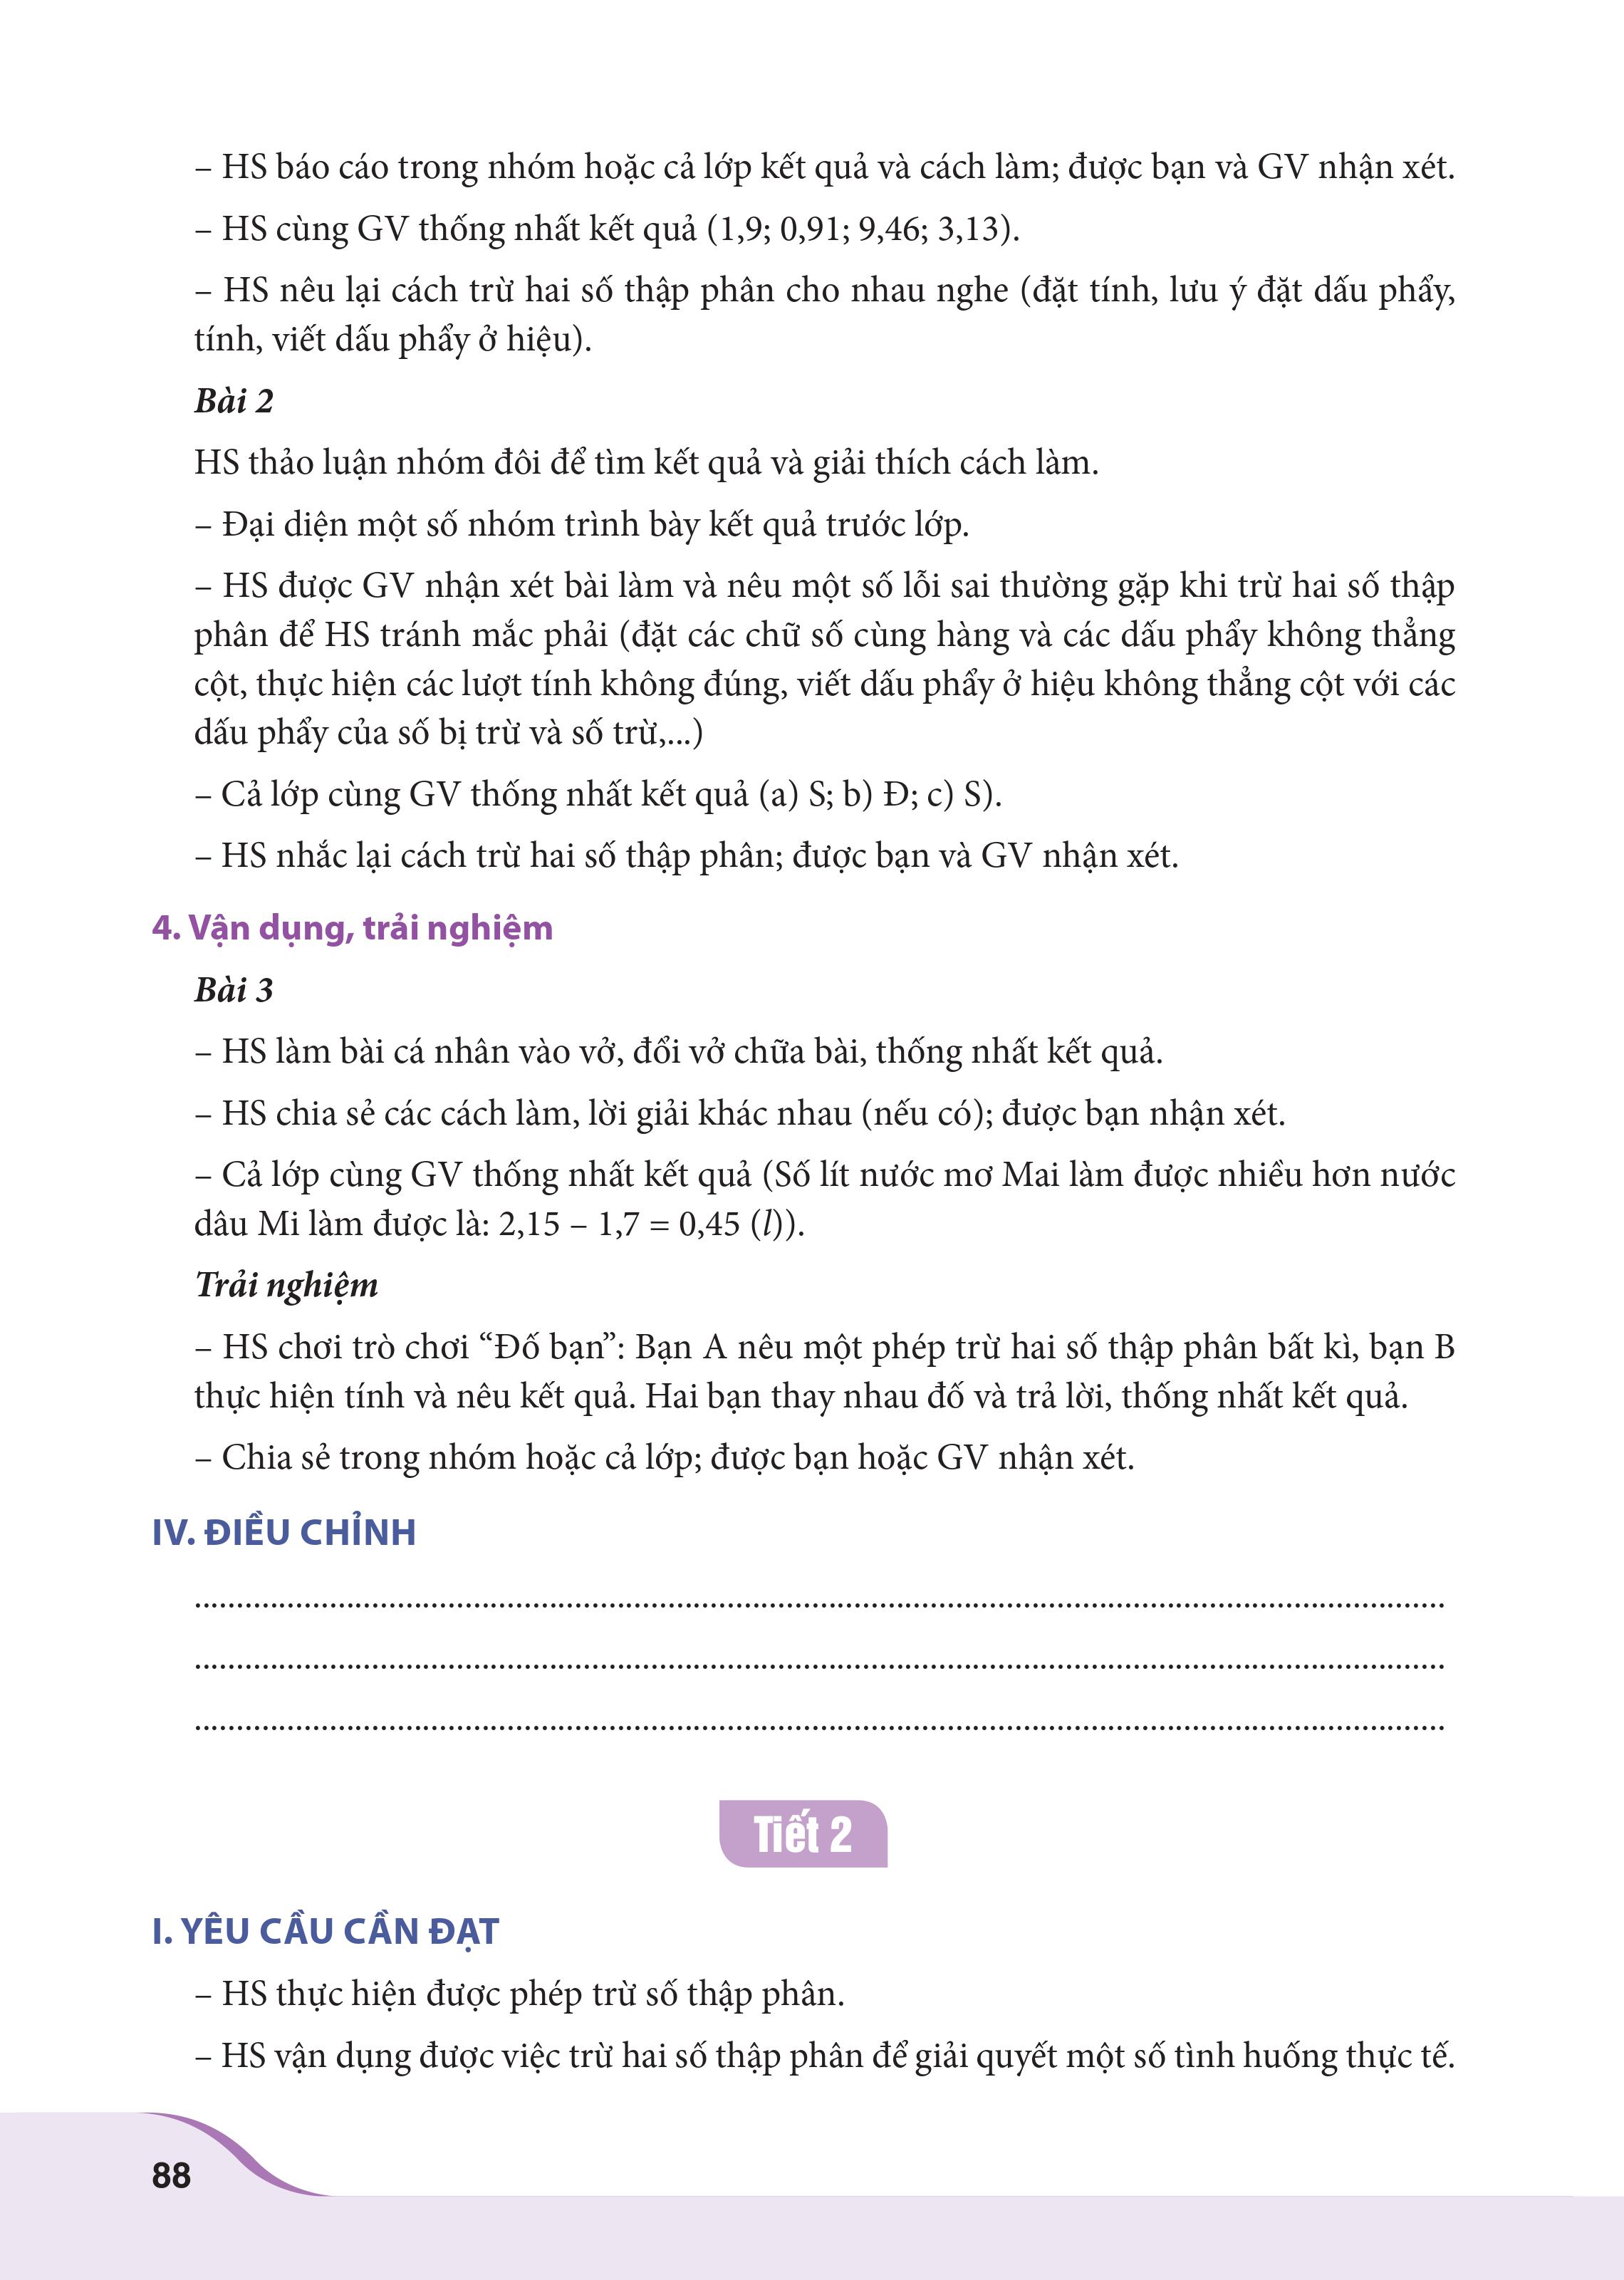 – HS báo cáo trong nhóm hoặc cả lớp kết quả và cách làm; được bạn và GV nhận xét.
– HS cùng GV thống nhất kết quả (1,9; 0,91; 9,46; 3,13).
– HS nêu lại cách trừ hai số thập phân cho nhau nghe (đặt tính, lưu ý đặt dấu phẩy,
tính, viết dấu phẩy ở hiệu).
Bài 2
HS thảo luận nhóm đôi để tìm kết quả và giải thích cách làm.
– Đại diện một số nhóm trình bày kết quả trước lớp.
– HS được GV nhận xét bài làm và nêu một số lỗi sai thường gặp khi trừ hai số thập
phân để HS tránh mắc phải (đặt các chữ số cùng hàng và các dấu phẩy không thẳng
cột, thực hiện các lượt tính không đúng, viết dấu phẩy ở hiệu không thẳng cột với các
dấu phẩy của số bị trừ và số trừ,...)
– Cả lớp cùng GV thống nhất kết quả (a) S; b) Đ; c) S).
– HS nhắc lại cách trừ hai số thập phân; được bạn và GV nhận xét.
4. Vận dụng, trải nghiệm
Bài 3
– HS làm bài cá nhân vào vở, đổi vở chữa bài, thống nhất kết quả.
– HS chia sẻ các cách làm, lời giải khác nhau (nếu có); được bạn nhận xét.
– Cả lớp cùng GV thống nhất kết quả (Số lít nước mơ Mai làm được nhiều hơn nước
dâu Mi làm được là: 2,15 – 1,7 = 0,45 (l)).
Trải nghiệm
– HS chơi trò chơi “Đố bạn”: Bạn A nêu một phép trừ hai số thập phân bất kì, bạn B
thực hiện tính và nêu kết quả. Hai bạn thay nhau đố và trả lời, thống nhất kết quả.
– Chia sẻ trong nhóm hoặc cả lớp; được bạn hoặc GV nhận xét.
IV. ĐIỀU CHỈNH
Tiết 2
I. YÊU CẦU CẦN ĐẠT
– HS thực hiện được phép trừ số thập phân.
– HS vận dụng được việc trừ hai số thập phân để giải quyết một số tình huống thực tế.
88